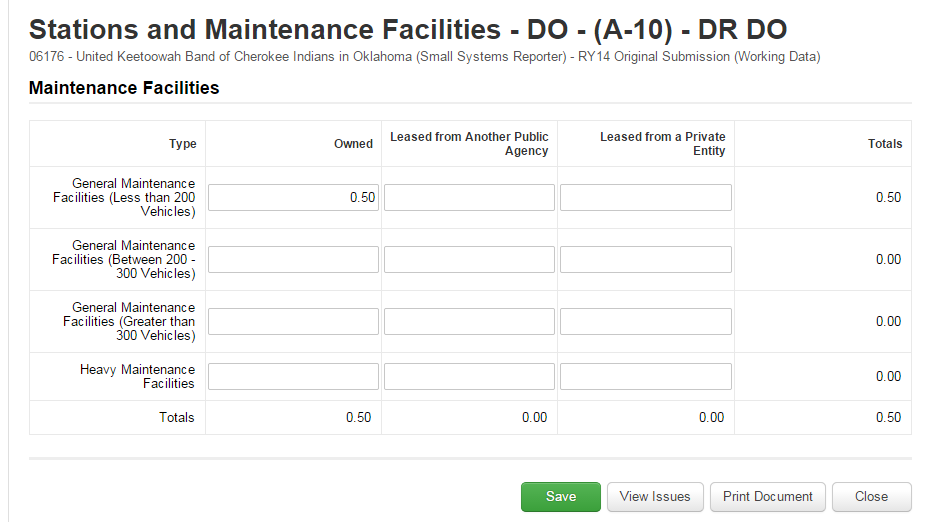 Stations and Maintenance Facilities - DO - (A-10) - DR DO
06176 - United Keetoowah Band of Cherokee Indians in Oklahoma (Small Systems Reporter) - RY14 Original Submission (Working Data)
Maintenance Facilities
Type Owned Leased from Another Public Agency Leased from a Private Entity Totals
General Maintenance
Facilities (Less than 200
Vehicles) 0.50 0.50
General Maintenance
Facilities (Between 200 -
300 Vehicles) 0.00
General Maintenance
Facilities (Greater than
300 Vehicles) 0.00
Heavy Maintenance
Facilities 0.00
Totals 0.50 0.00 0.00 0.50
Save View Issues Print Document Close